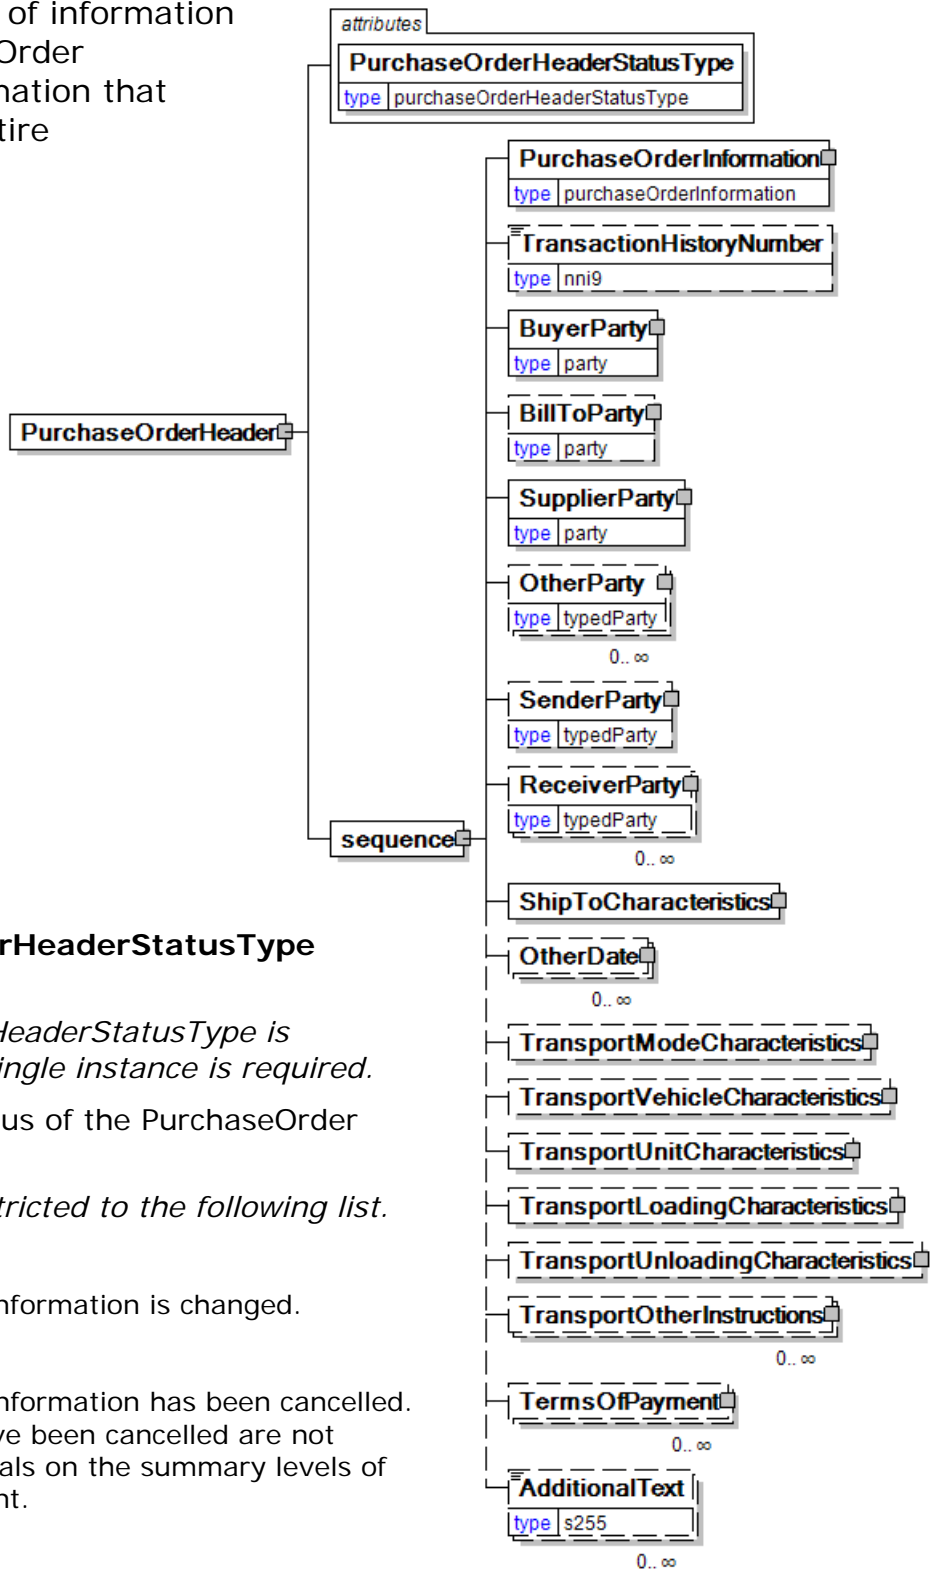 of information
Order
nation that
tire
attributes
PurchaseOrderHeaderStatusType
type purchaseOrderHeaderStatusType
PurchaseOrderInformation
type purchaseOrderInformation
TransactionHistoryNumber
type nni9
BuyerParty
type party
BillToParty
type party
PurchaseOrderHeader
SupplierParty
type party
OtherParty
type typedParty
0.. ∞
SenderParty
type typedParty
ReceiverParty
type typedParty
0.. ∞
sequence
ShipToCharacteristics
rHeaderStatusType
OtherDate
0.. ∞
HeaderStatusType is
ingle instance is required.
TransportModeCharacteristics
TransportVehicleCharacteristics
us of the PurchaseOrder
TransportUnitCharacteristics
tricted to the following list.
TransportLoadingCharacteristics
TransportUnloadingCharacteristics
nformation is changed.
TransportOtherInstructions
0.. ∞
nformation has been cancelled.
ve been cancelled are not
als on the summary levels of
nt.
TermsOfPayment
0.. ∞
AdditionalText
type s255
0.. ∞